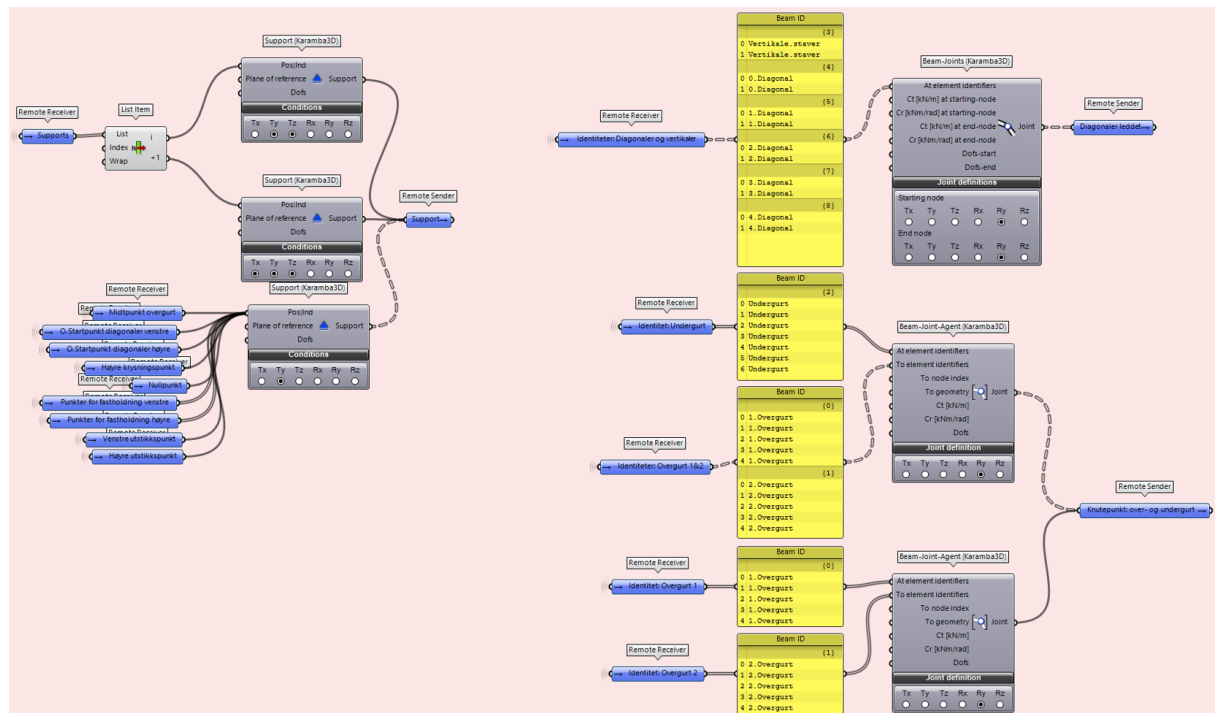 Support (Karamba3D)
Pos|Ind
Plane of reference Support
Dofs
Conditions
Tx Ty Tz Rx Ry Rz
Remote Receiver
Supports
List Item
List i
Index
Wrap +1
Support (Karamba3D)
Pos|Ind
Plane of reference Support
Dofs
Conditions
Tx Ty Tz Rx Ry Rz
Remote Sender
Support
Support (Karamba3D)
Pos|Ind
Plane of reference Support
Dofs
Conditions
Tx Ty Tz Rx Ry Rz
Remote Receiver
Midtpunkt overgurt
O. Startpunkt diagonaler venstre
O. Startpunkt diagonaler høyre
Høyre krysningspunkt
Remote Receiver
Nullpunkt
Punkter for fastholdning venstre
Punkter for fastholdning høyre
Venstre utstikkspunkt
Høyre utstikkspunkt
Remote Receiver
Identiteter: Diagonaler og vertikaler
Beam ID
{3}
0 Vertikale.staver
1 Vertikale.staver
{4}
0 0.Diagonal
1 0.Diagonal
{5}
0 1.Diagonal
1 1.Diagonal
{6}
0 2.Diagonal
1 2.Diagonal
{7}
0 3.Diagonal
1 3.Diagonal
{8}
0 4.Diagonal
1 4.Diagonal
Beam-Joints (Karamba3D)
At element identifiers
Ct [kN/m] at starting-node
Cr [kNm/rad] at starting-node
Ct [kN/m] at end-node Joint
Cr [kNm/rad] at end-node
Dofs-start
Dofs-end
Joint definitions
Starting node
Tx Ty Tz Rx Ry Rz
End node
Tx Ty Tz Rx Ry Rz
Remote Sender
Diagonaler leddet
Remote Receiver
Identitet: Undergurt
Beam ID
{2}
0 Undergurt
1 Undergurt
2 Undergurt
3 Undergurt
4 Undergurt
5 Undergurt
6 Undergurt
Remote Receiver
Identiteter: Overgurt 1&2
Beam ID
{0}
0 1.Overgurt
1 1.Overgurt
2 1.Overgurt
3 1.Overgurt
4 1.Overgurt
{1}
0 2.Overgurt
1 2.Overgurt
2 2.Overgurt
3 2.Overgurt
4 2.Overgurt
Beam-Joint-Agent (Karamba3D)
At element identifiers
To element identifiers
To node index
To geometry Joint
Ct [kN/m]
Cr [kNm/rad]
Dofs
Joint definition
Tx Ty Tz Rx Ry Rz
Remote Sender
Knutepunkt: over- og undergurt
Remote Receiver
Identitet: Overgurt 1
Beam ID
{0}
0 1.Overgurt
1 1.Overgurt
2 1.Overgurt
3 1.Overgurt
4 1.Overgurt
Remote Receiver
Identitet: Overgurt 2
Beam ID
{1}
0 2.Overgurt
1 2.Overgurt
2 2.Overgurt
3 2.Overgurt
4 2.Overgurt
Beam-Joint-Agent (Karamba3D)
At element identifiers
To element identifiers
To node index
To geometry Joint
Ct [kN/m]
Cr [kNm/rad]
Dofs
Joint definition
Tx Ty Tz Rx Ry Rz